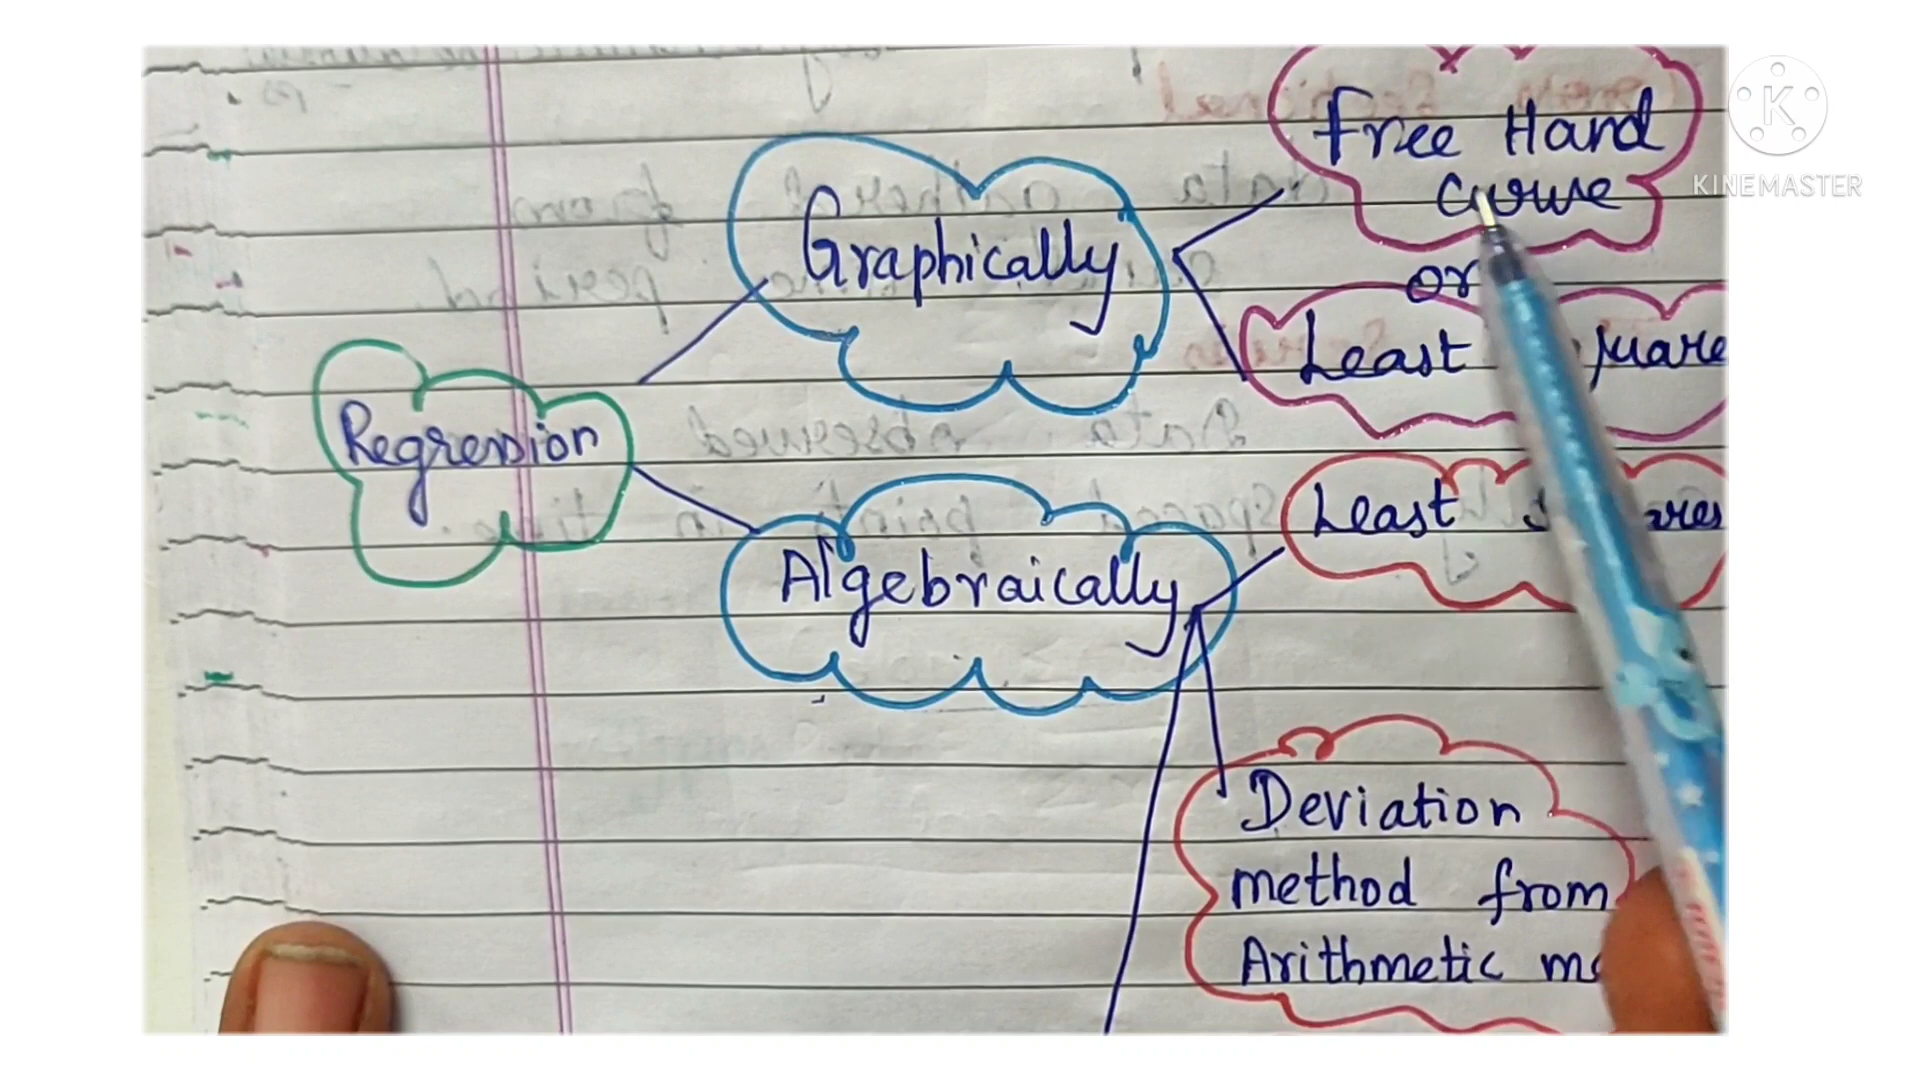 Regression
Graphically
Free Hand
curve
or
Least
Algebraically
Least
Deviation
method from
Arithmetic
KINEMASTER